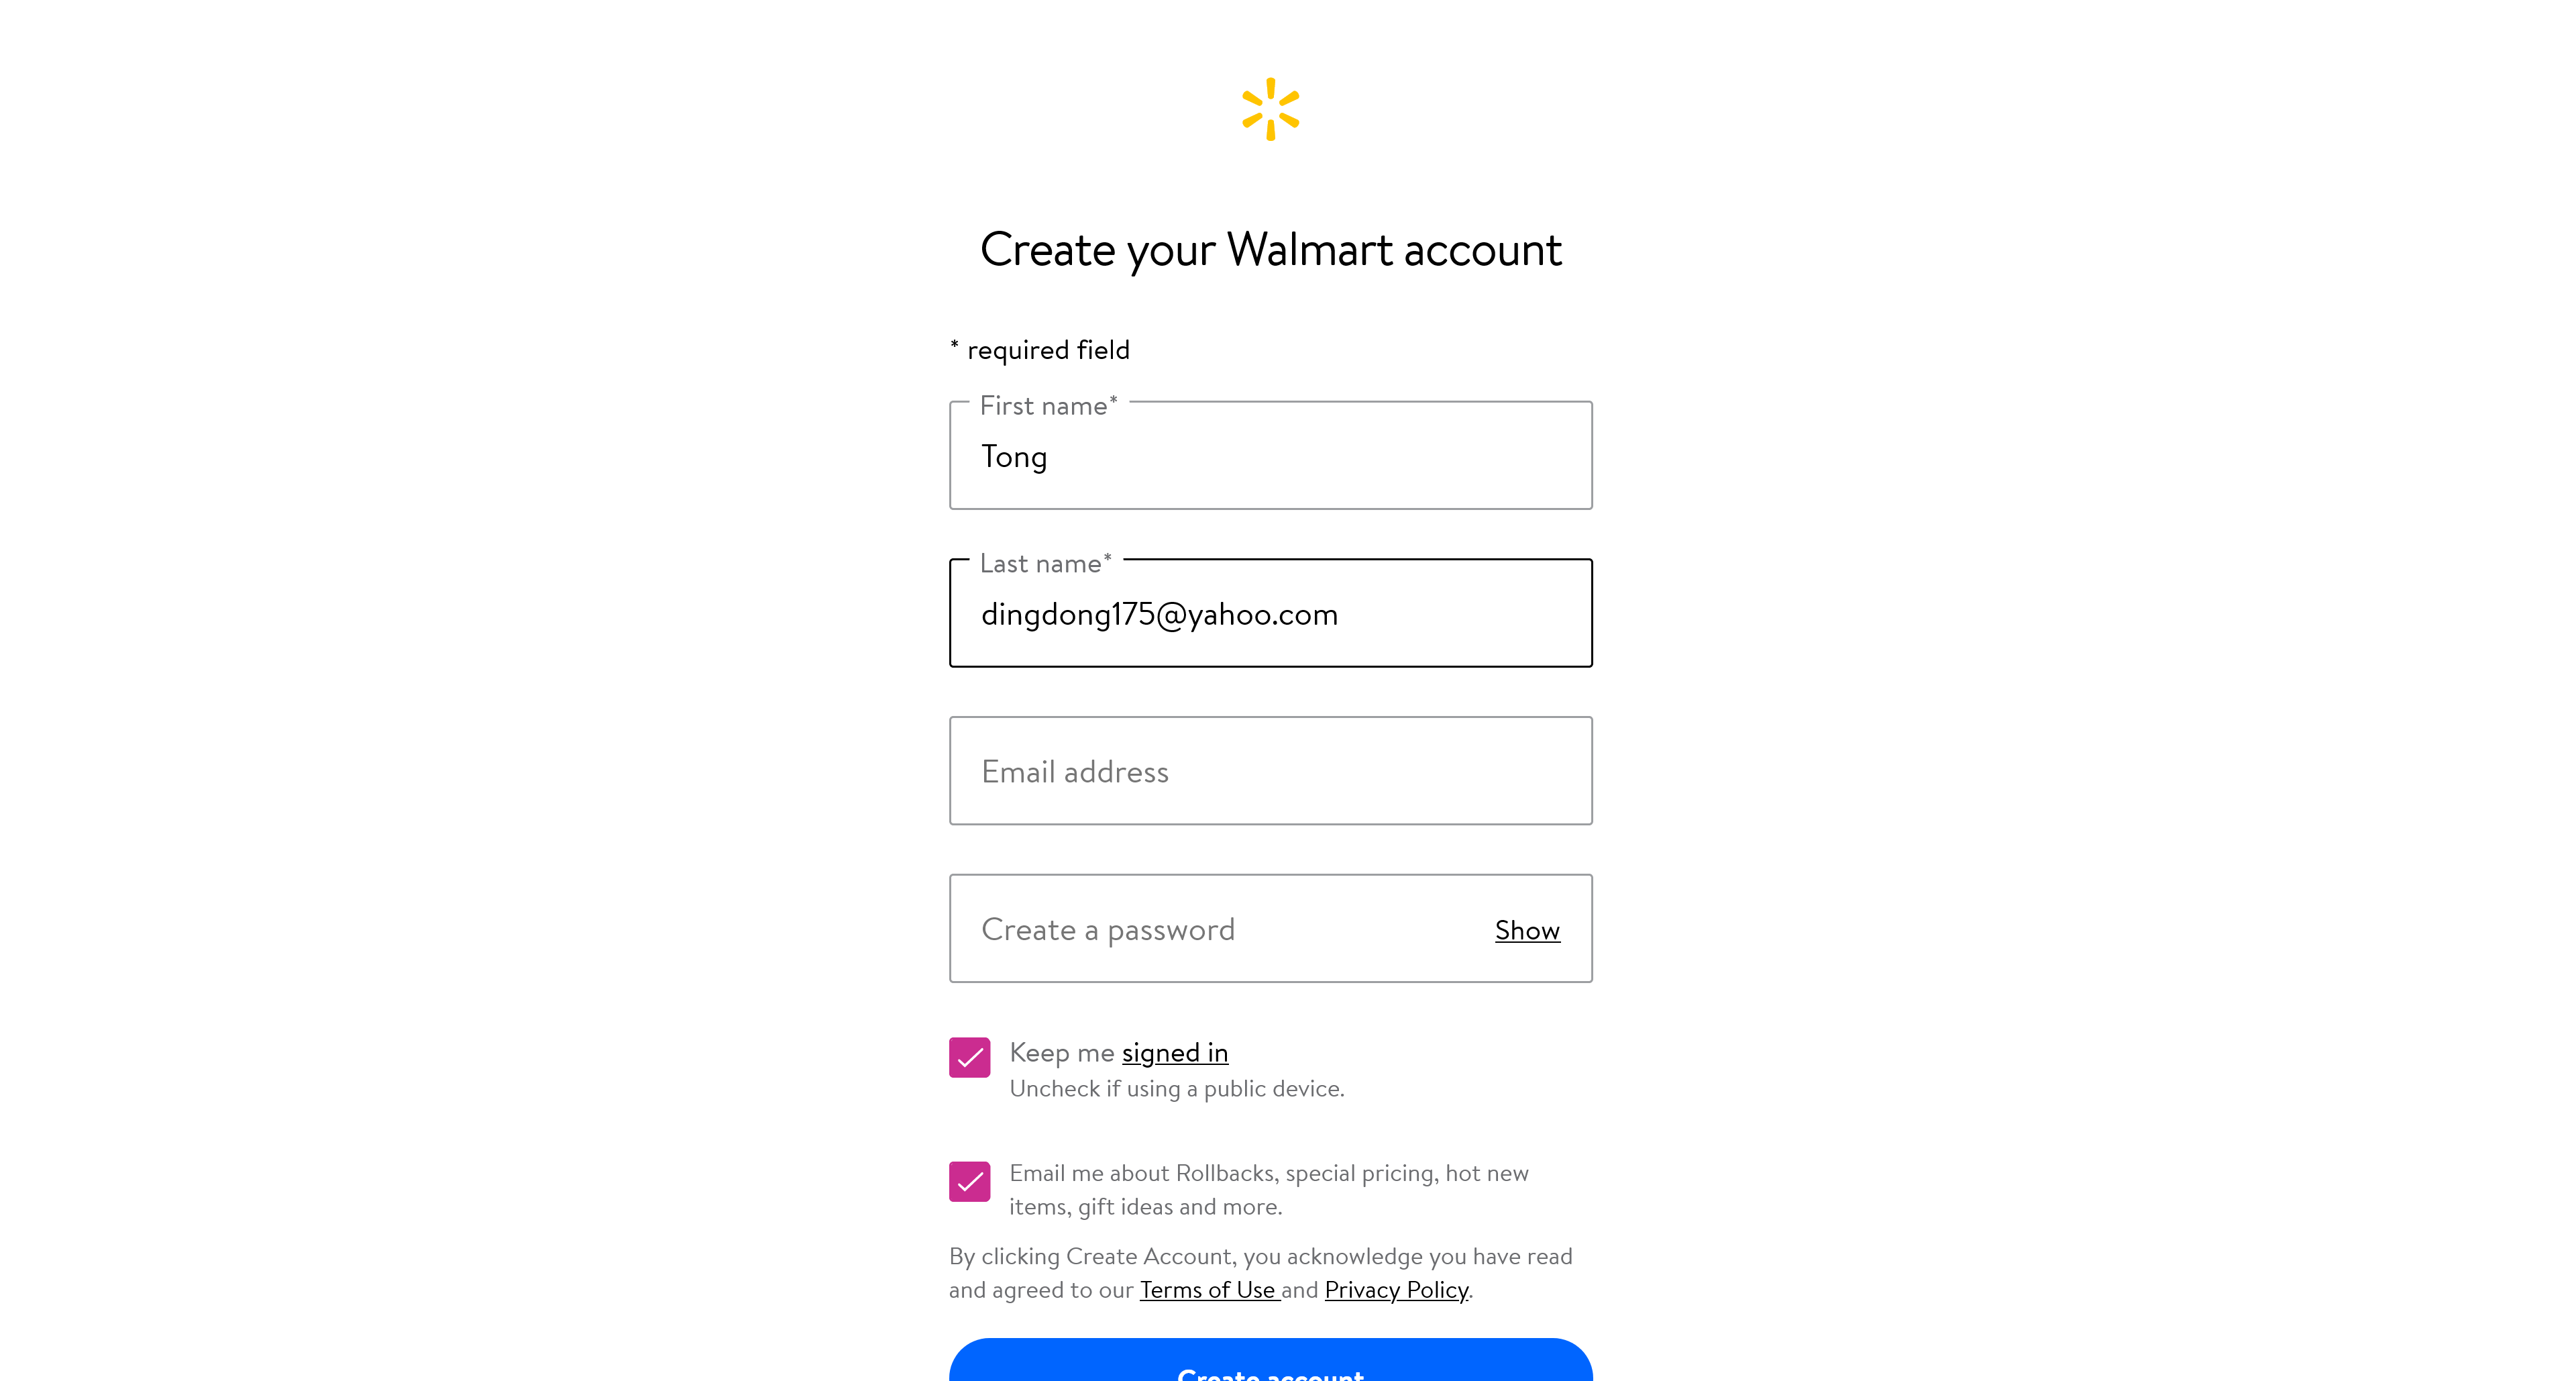 Create your Walmart account
* required field
First name*
Tong
Last name*
dingdong175@yahoo.com
Email address
Create a password
Show
Keep me signed in
Uncheck if using a public device.
Email me about Rollbacks, special pricing, hot new
items, gift ideas and more.
By clicking Create Account, you acknowledge you have read
and agreed to our Terms of Use and Privacy Policy.
Create account